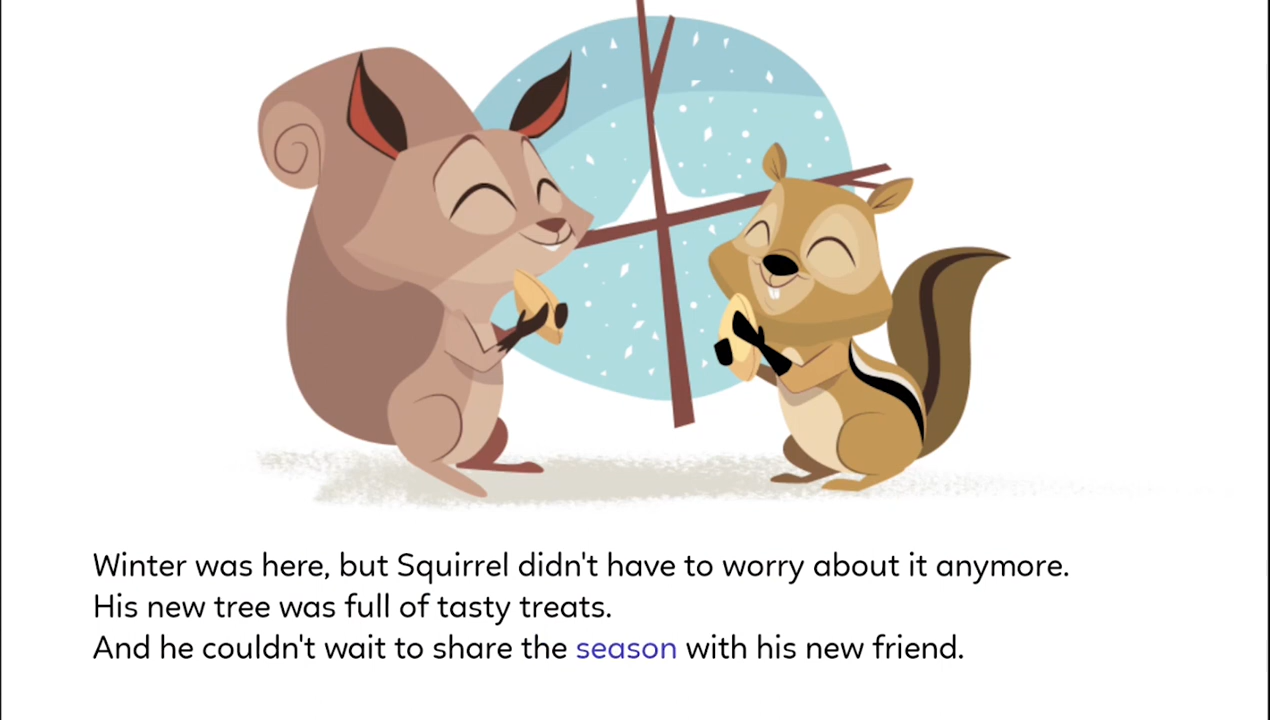 Winter was here, but Squirrel didn't have to worry about it anymore.
His new tree was full of tasty treats.
And he couldn't wait to share the season with his new friend.